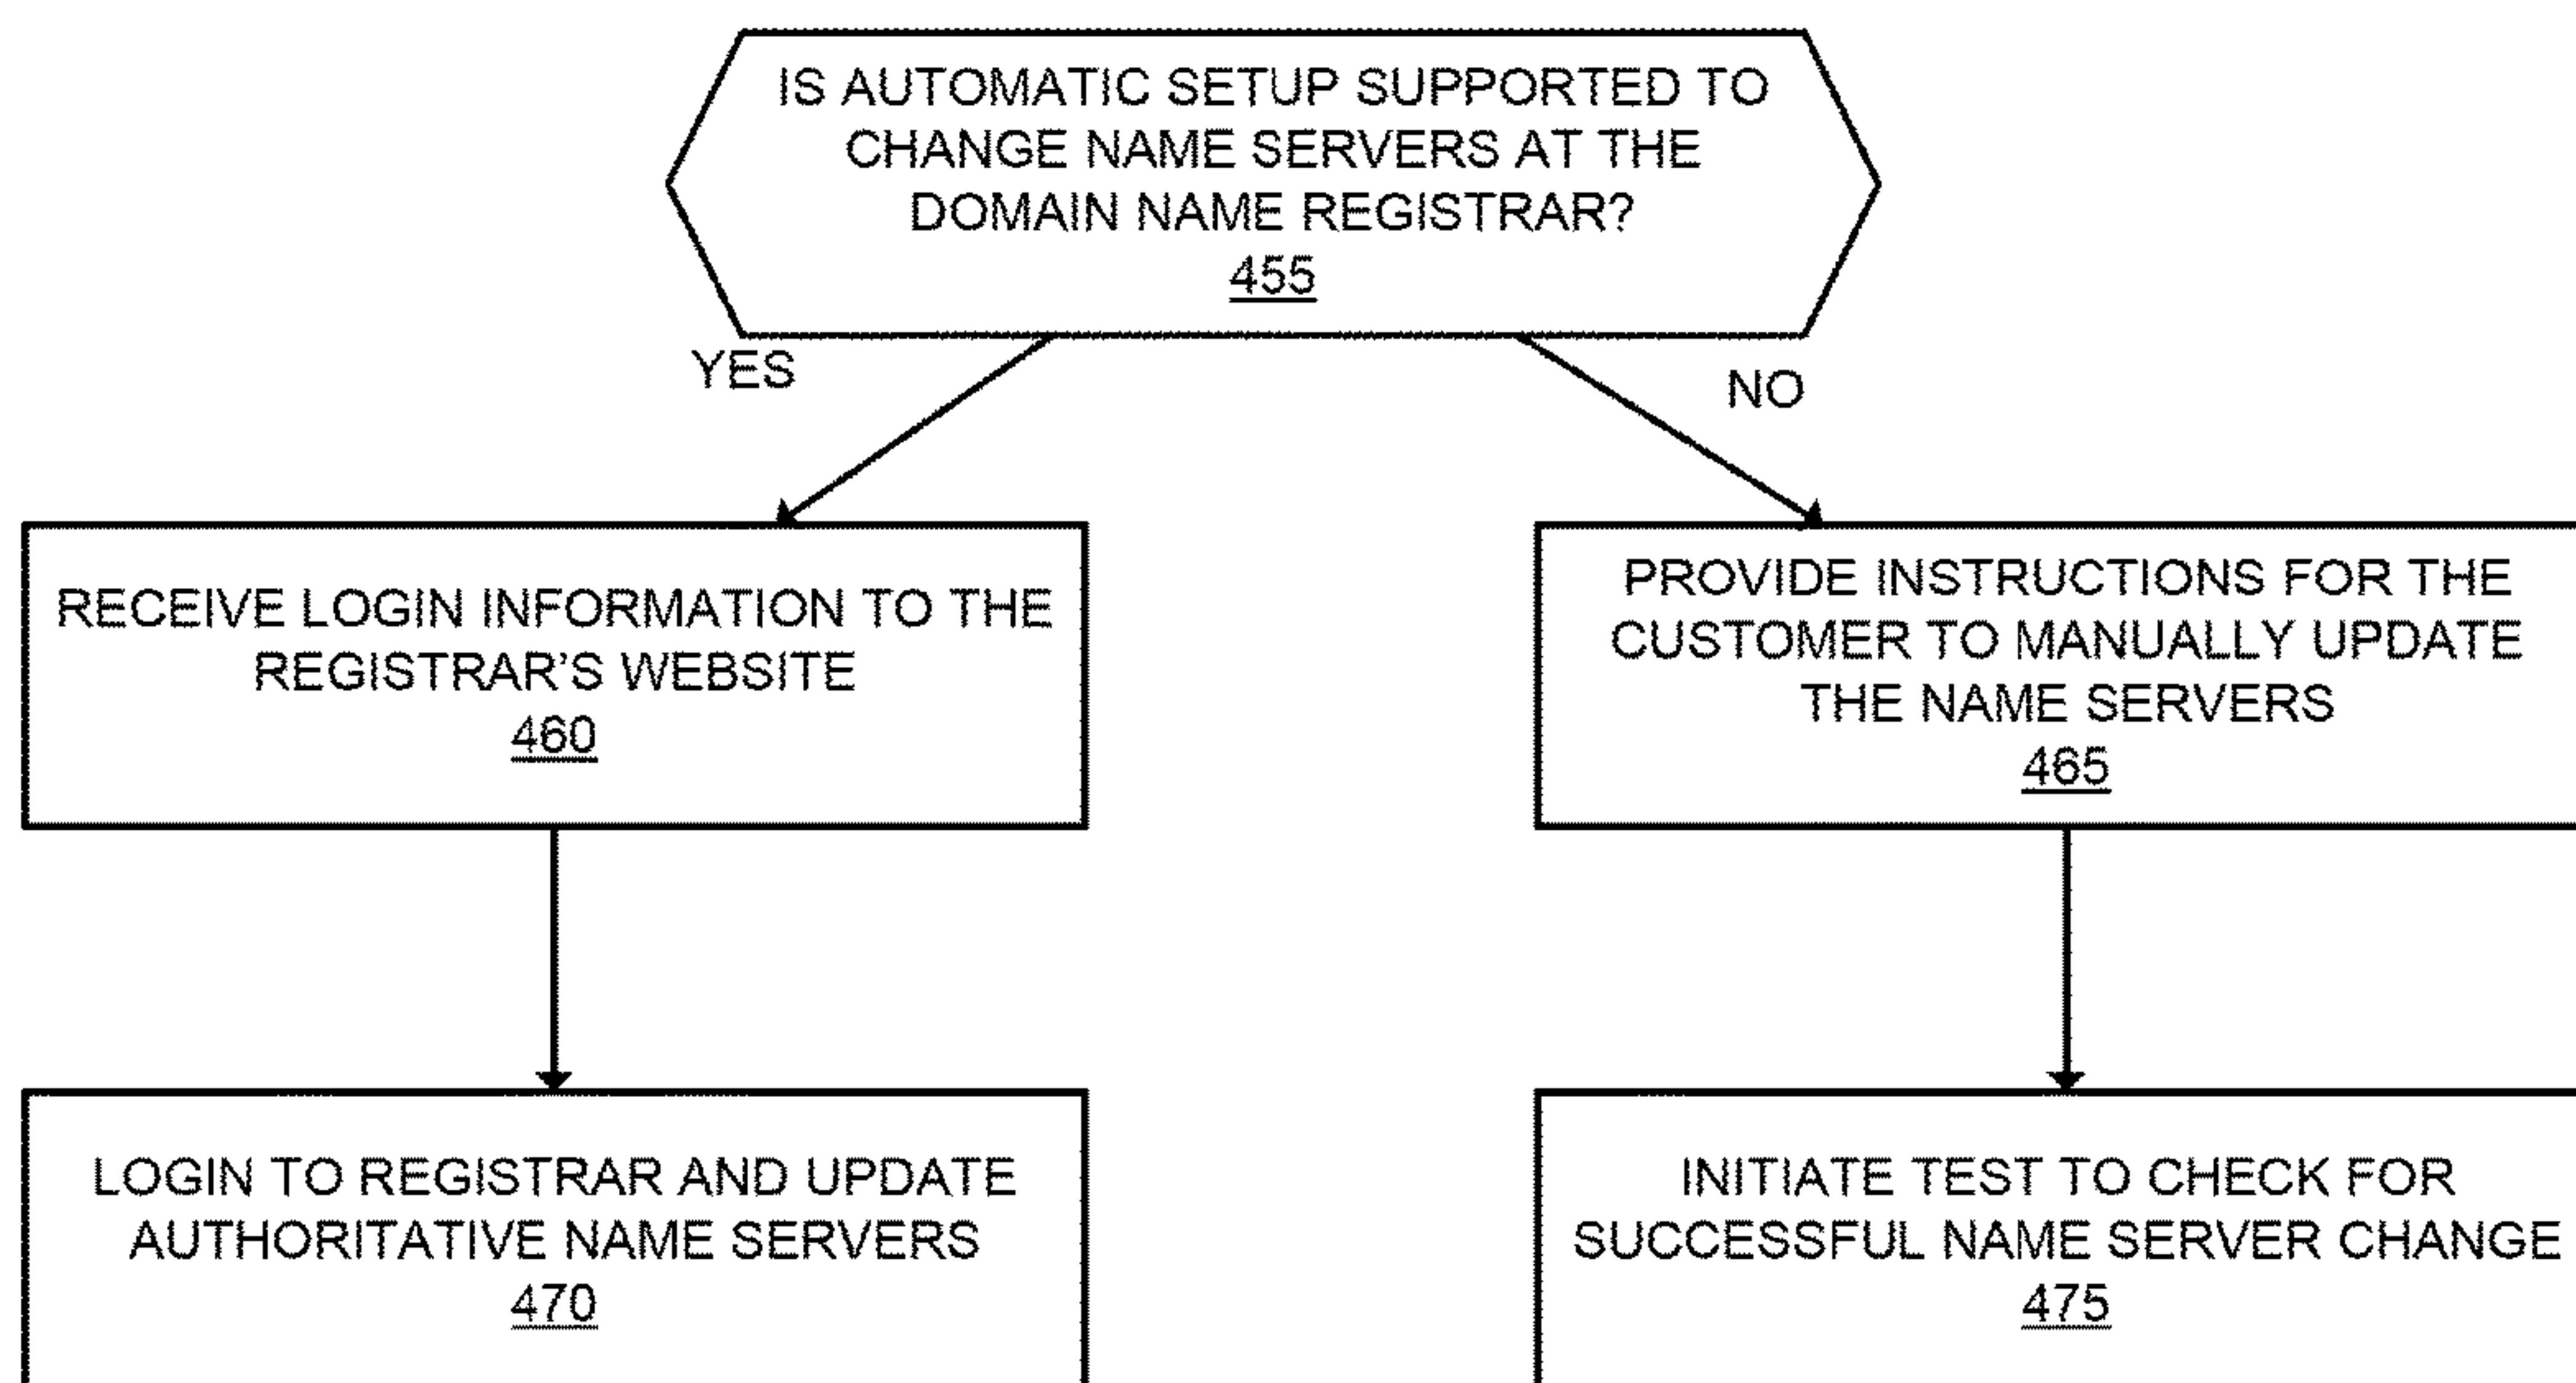 IS AUTOMATIC SETUP SUPPORTED TO
CHANGE NAME SERVERS AT THE
DOMAIN NAME REGISTRAR?
455
YES
NO
RECEIVE LOGIN INFORMATION TO THE
REGISTRAR'S WEBSITE
460
PROVIDE INSTRUCTIONS FOR THE
CUSTOMER TO MANUALLY UPDATE
THE NAME SERVERS
465
LOGIN TO REGISTRAR AND UPDATE
AUTHORITATIVE NAME SERVERS
470
INITIATE TEST TO CHECK FOR
SUCCESSFUL NAME SERVER CHANGE
475